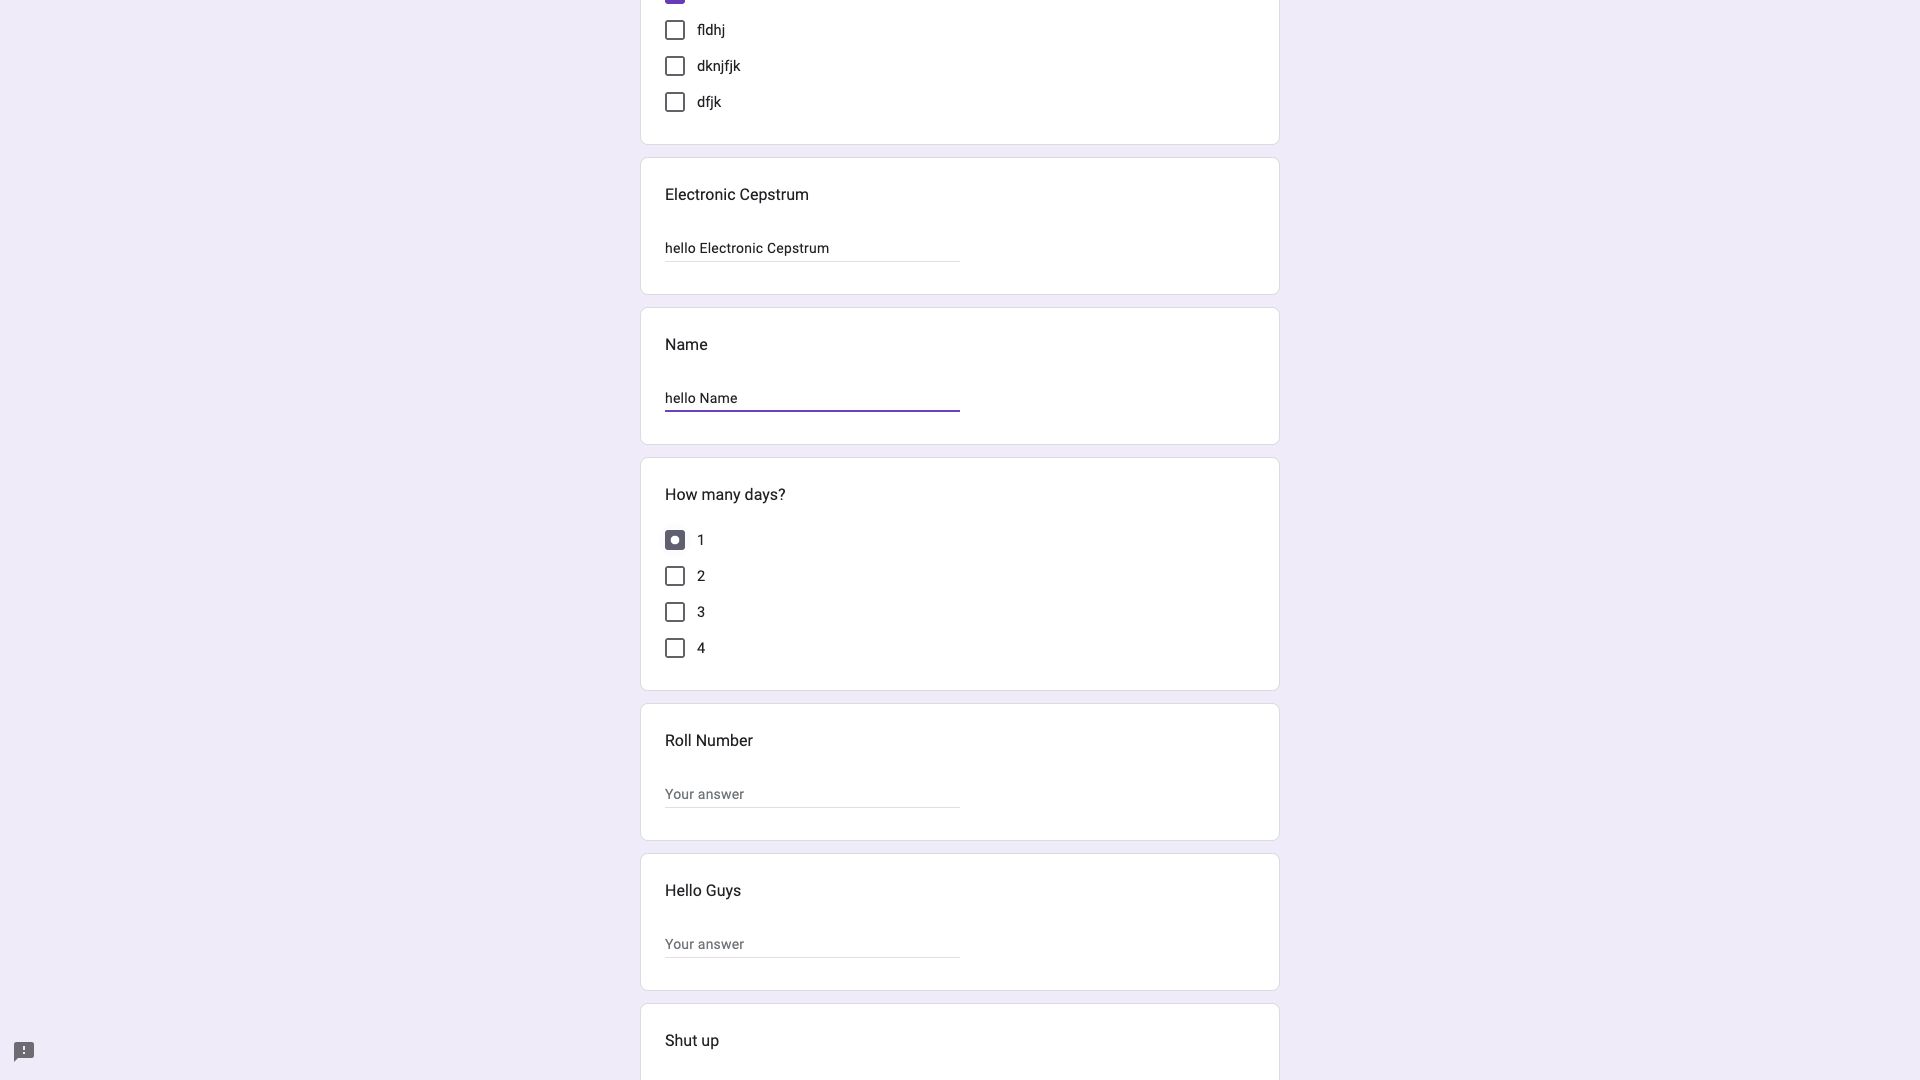 fldhj
dknjfjk
dfjk
Electronic Cepstrum
hello Electronic Cepstrum
Name
hello Name
How many days?
1
2
3
4
Roll Number
Your answer
Hello Guys
Your answer
Shut up